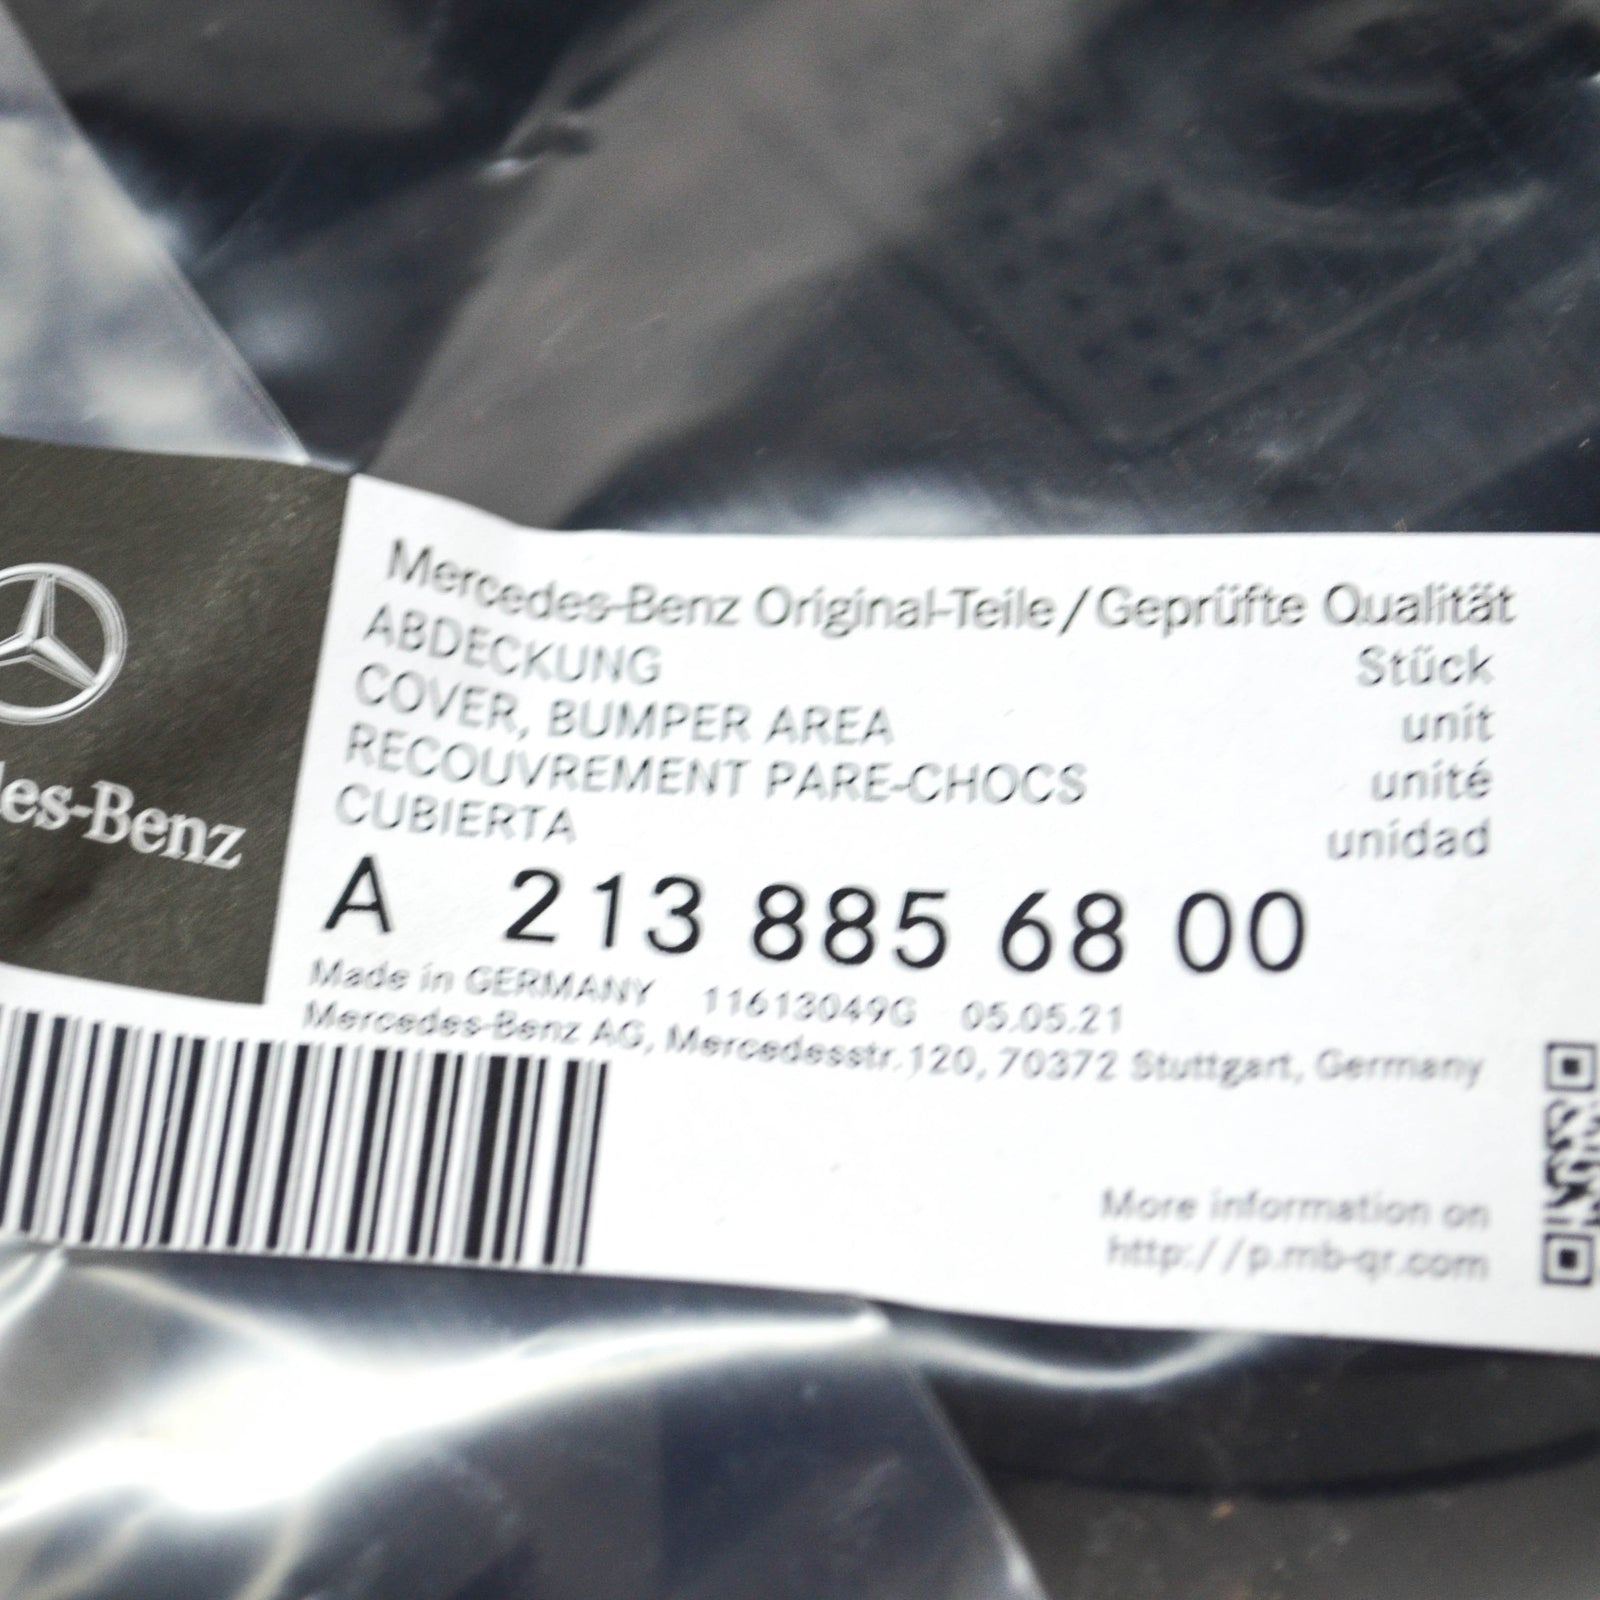 des-Benz
Mercedes-Benz Original-Teile/Geprüfte Qualität
ABDECKUNG Stück
COVER, BUMPER AREA unit
RECOUVREMENT PARE-CHOCS unité
CUBIERTA unidad
A 213 885 68 00
Made in GERMANY 11613049G 05.05.21
Mercedes-Benz AG, Mercedesstr.120, 70372 Stuttgart, Germany
More information on
http://p.mb-qr.com